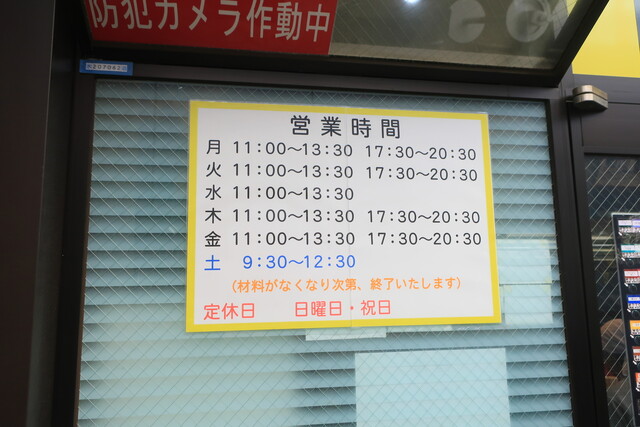 防犯カメラ作動中
営業時間
月 11:00～13:30 17:30～20:30
火 11:00～13:30 17:30～20:30
水 11:00～13:30
木 11:00～13:30 17:30～20:30
金 11:00～13:30 17:30～20:30
土 9:30～12:30
(材料がなくなり次第、終了いたします)
定休日 日曜日・祝日